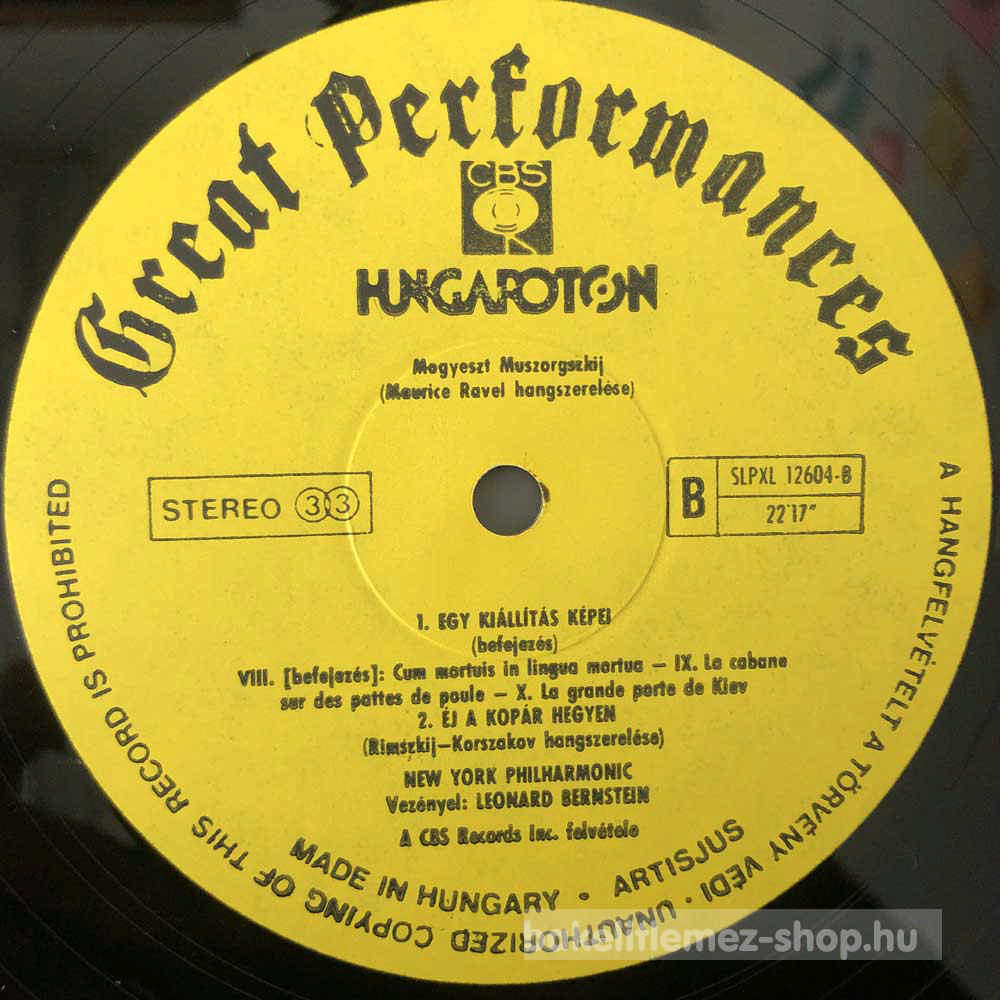 Great Performances
CBS
HUNGAROTON
Mogyeszt Muszorgszkij
(Maurice Ravel hangszerelése)
STEREO 33
B
SLPXL 12604-B
22'17"
1. EGY KIÁLLÍTÁS KÉPEI
(befejezés)
VIII. [befejezés]: Cum mortuis in lingua mortua – IX. La cabane
sur des pattes de poule – X. La grande porte de Kiev
2. ÉJ A KOPÁR HEGYEN
(Rimszkij–Korszakov hangszerelése)
NEW YORK PHILHARMONIC
Vezényel: LEONARD BERNSTEIN
A CBS Records Inc. felvétele
MADE IN HUNGARY • ARTISJUS
A HANGFELVÉTELT A TÖRVÉNY VÉDI · UNAUTHORIZED COPYING OF THIS RECORD IS PROHIBITED
bakelitlemez-shop.hu